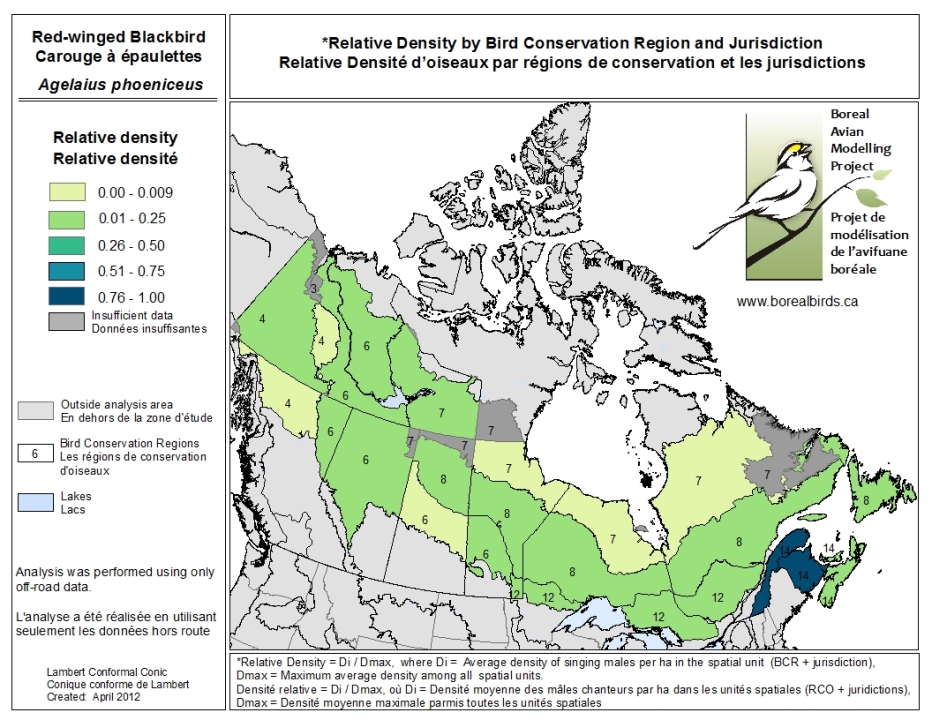 Red-winged Blackbird
Carouge à épaulettes
Agelaius phoeniceus
*Relative Density by Bird Conservation Region and Jurisdiction
Relative Densité d'oiseaux par régions de conservation et les jurisdictions
Relative density
Relative densité
0.00 - 0.009
0.01 - 0.25
0.26 - 0.50
0.51 - 0.75
0.76 - 1.00
Insufficient data
Données insuffisantes
Outside analysis area
En dehors de la zone d'étude
6
Bird Conservation Regions
Les régions de conservation
d'oiseaux
Lakes
Lacs
Analysis was performed using only
off-road data.
L'analyse a été réalisée en utilisant
seulement les données hors route
Lambert Conformal Conic
Conique conforme de Lambert
Created: April 2012
Boreal
Avian
Modelling
Project
Projet de
modélisation
de l'avifuane
boréale
www.borealbirds.ca
3
4
4
6
4
6
7
6
7
7
7
6
7
8
7
7
8
8
6
8
4
7
8
6
8
14
14
14
12
12
12
12
*Relative Density = Di / Dmax, where Di = Average density of singing males per ha in the spatial unit (BCR + jurisdiction),
Dmax = Maximum average density among all spatial units.
Densité relative = Di / Dmax, où Di = Densité moyenne des mâles chanteurs par ha dans les unités spatiales (RCO + juridictions),
Dmax = Densité moyenne maximale parmis toutes les unités spatiales